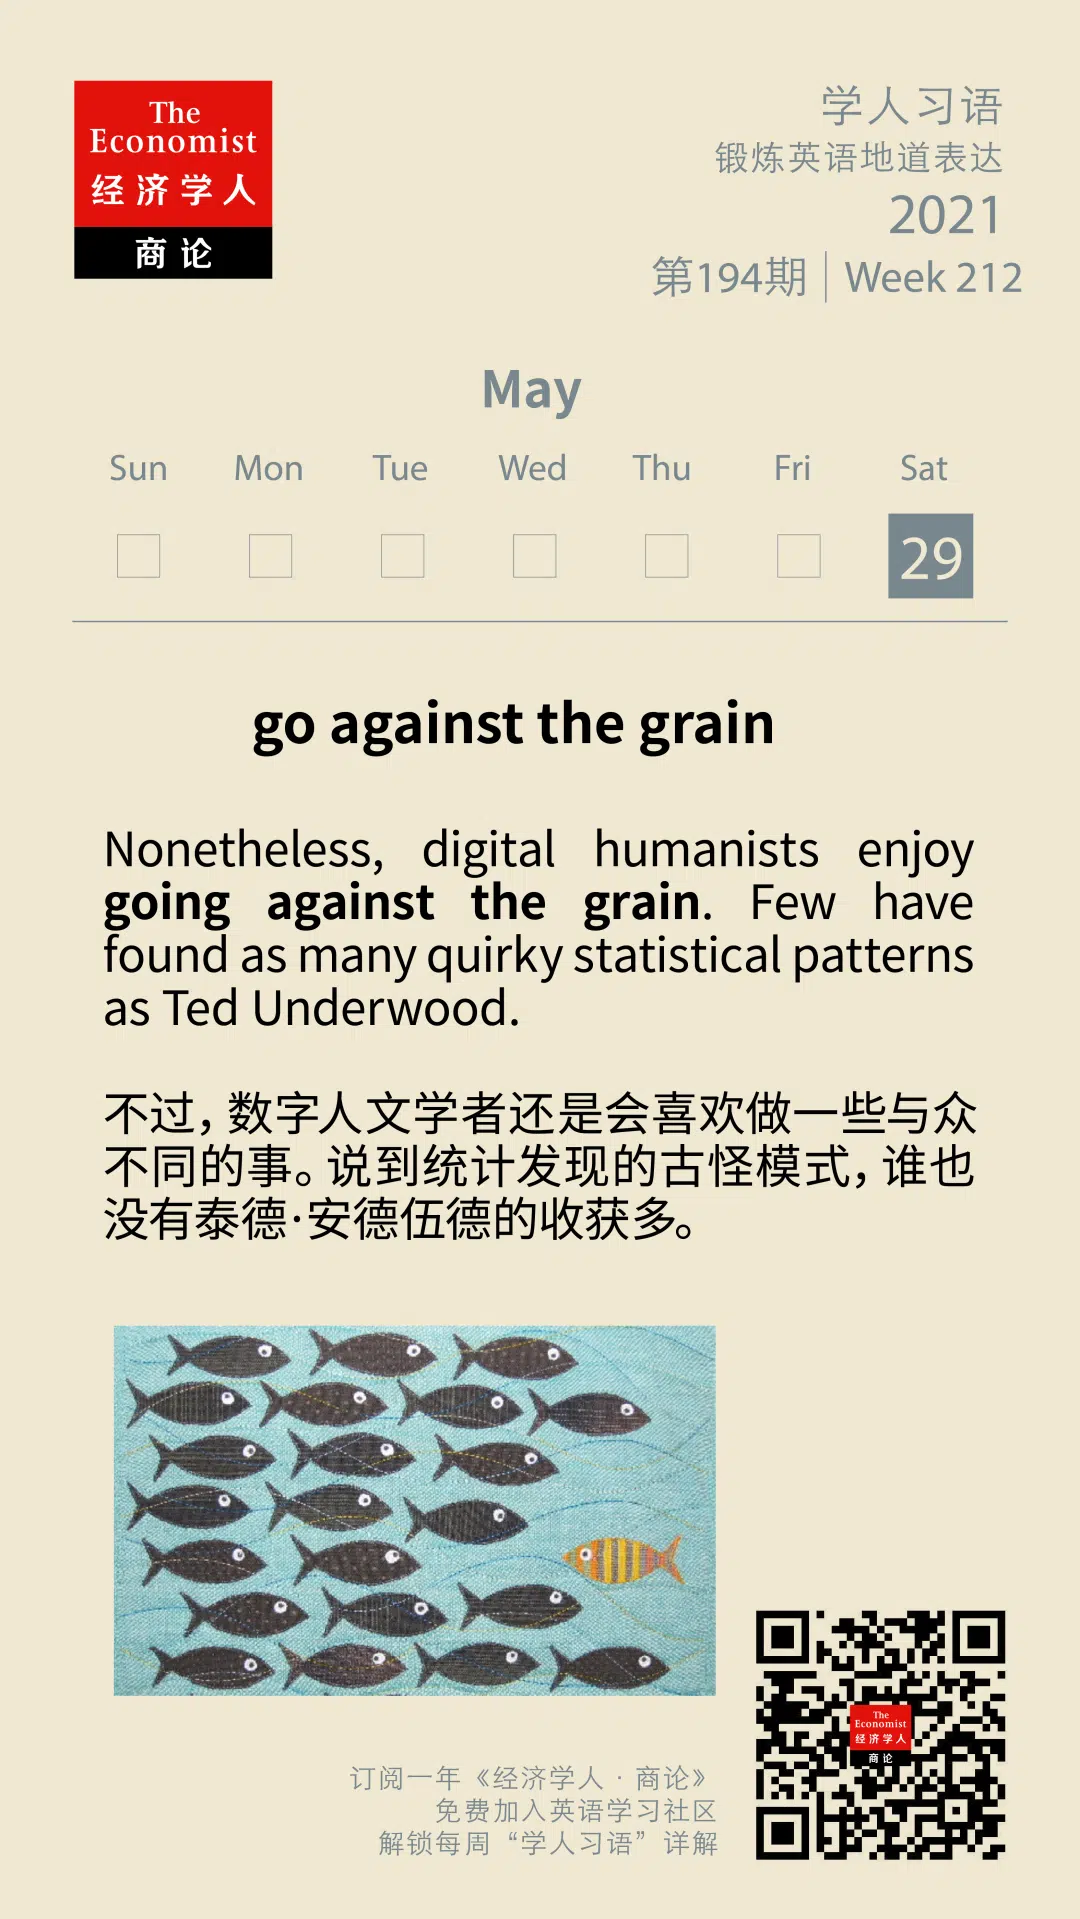 The
Economist
经济学人
商论
学人习语
锻炼英语地道表达
2021
第194期 | Week 212
May
Sun Mon Tue Wed Thu Fri Sat
29
go against the grain
Nonetheless, digital humanists enjoy
going against the grain. Few have
found as many quirky statistical patterns
as Ted Underwood.
不过，数字人文学者还是会喜欢做一些与众
不同的事。说到统计发现的古怪模式，谁也
没有泰德·安德伍德的收获多。
The
Economist
经济学人
商论
订阅一年《经济学人 · 商论》
免费加入英语学习社区
解锁每周“学人习语”详解